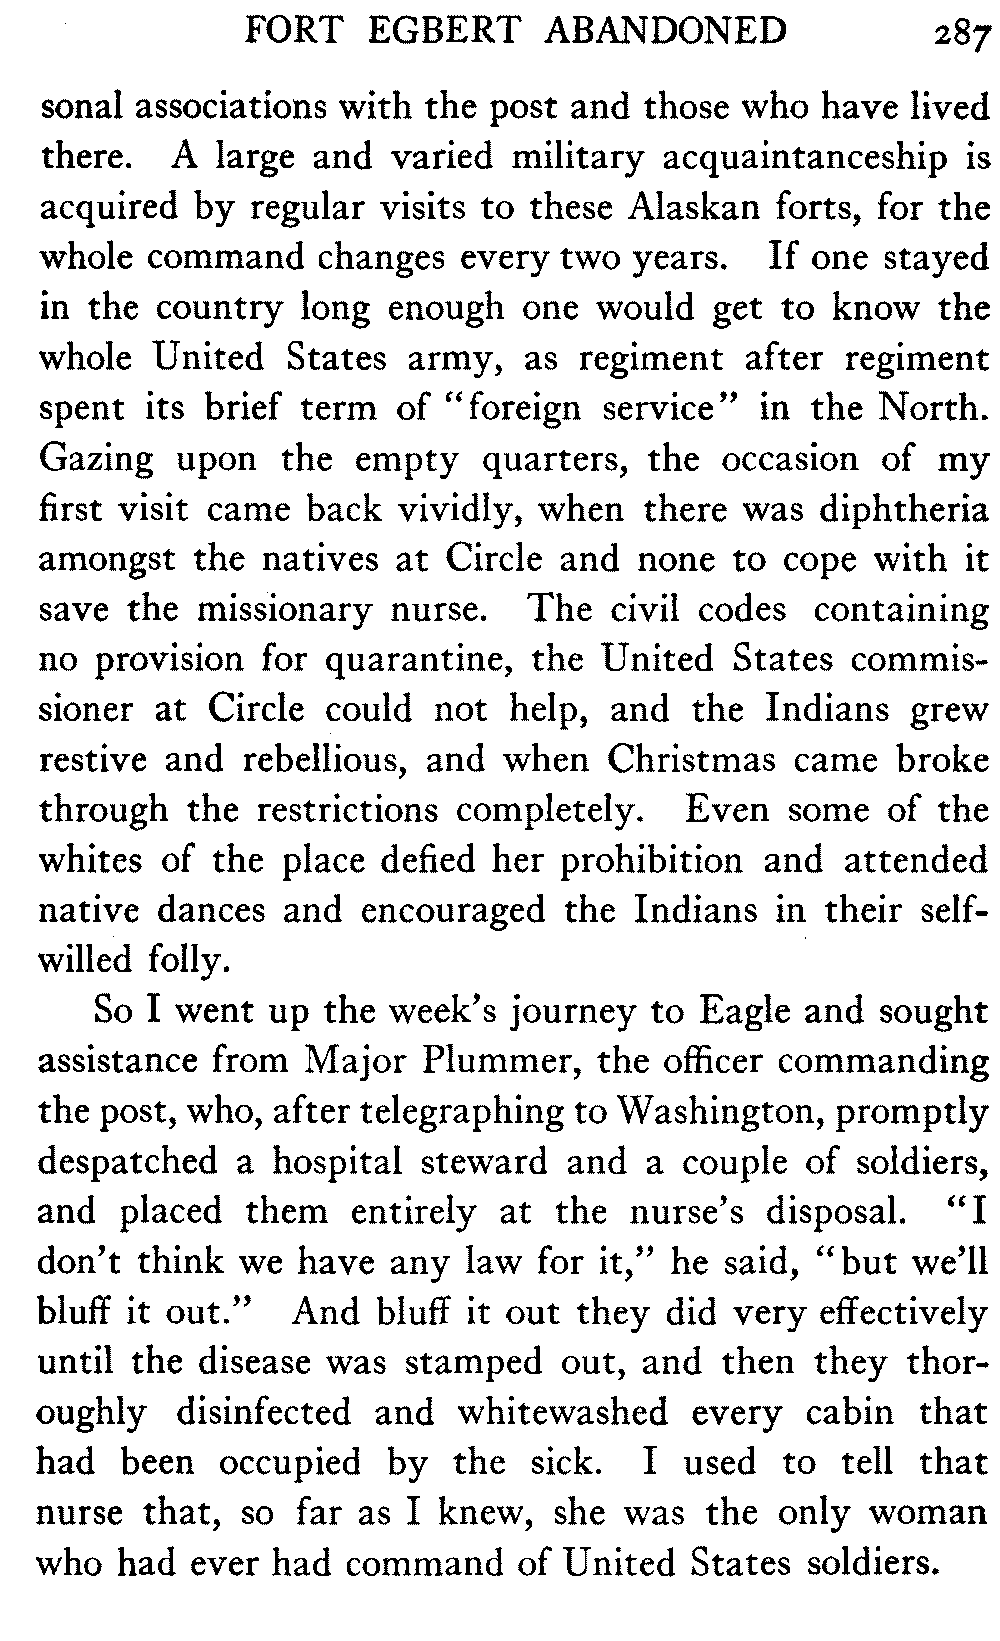 FORT EGBERT ABANDONED 287
sonal associations with the post and those who have lived
there. A large and varied military acquaintanceship is
acquired by regular visits to these Alaskan forts, for the
whole command changes every two years. If one stayed
in the country long enough one would get to know the
whole United States army, as regiment after regiment
spent its brief term of "foreign service" in the North.
Gazing upon the empty quarters, the occasion of my
first visit came back vividly, when there was diphtheria
amongst the natives at Circle and none to cope with it
save the missionary nurse. The civil codes containing
no provision for quarantine, the United States commis-
sioner at Circle could not help, and the Indians grew
restive and rebellious, and when Christmas came broke
through the restrictions completely. Even some of the
whites of the place defied her prohibition and attended
native dances and encouraged the Indians in their self-
willed folly.
So I went up the week's journey to Eagle and sought
assistance from Major Plummer, the officer commanding
the post, who, after telegraphing to Washington, promptly
despatched a hospital steward and a couple of soldiers,
and placed them entirely at the nurse's disposal. "I
don't think we have any law for it," he said, "but we'll
bluff it out." And bluff it out they did very effectively
until the disease was stamped out, and then they thor-
oughly disinfected and whitewashed every cabin that
had been occupied by the sick. I used to tell that
nurse that, so far as I knew, she was the only woman
who had ever had command of United States soldiers.